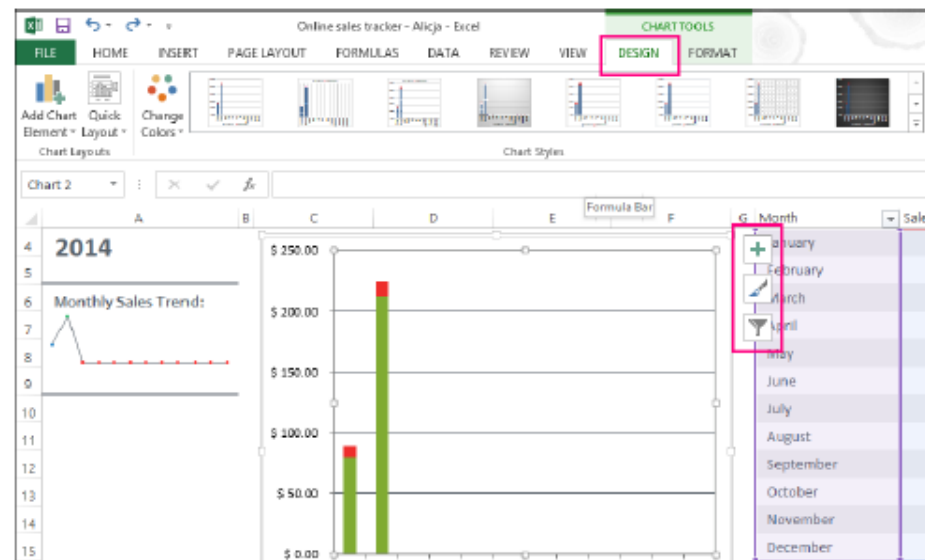 Online sales tracker - Alicja - Excel
CHART TOOLS
FILE HOME INSERT PAGE LAYOUT FORMULAS DATA REVIEW VIEW DESIGN FORMAT
Add Chart Quick Change
Element Layout Colors
Chart Layouts Chart Styles
Chart 2 fx
Formula Bar
A B C D E F G Month Sale
4 2014 $ 250.00 January
5 February
6 Monthly Sales Trend: March
7 $ 200.00 April
8 May
9 $ 150.00 June
10 July
11 $ 100.00 August
12 September
13 $ 50.00 October
14 November
15 $ 0.00 December